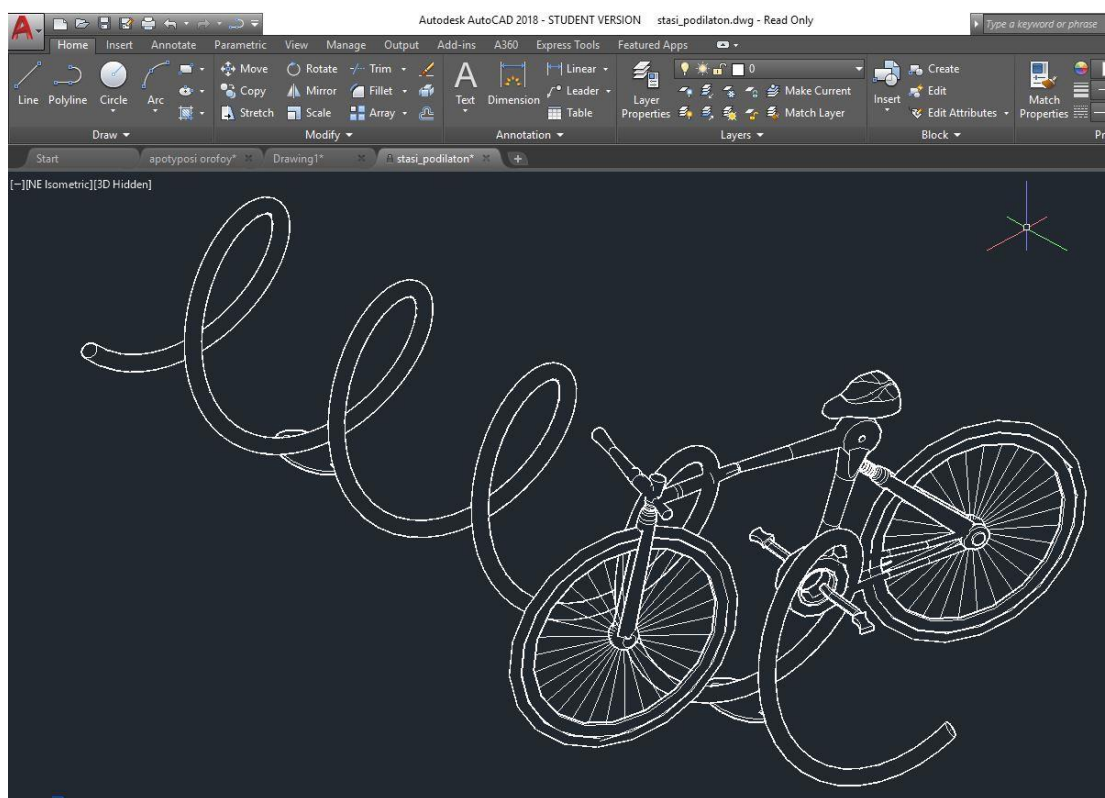 Autodesk AutoCAD 2018 - STUDENT VERSION stasi_podilaton.dwg - Read Only
Type a keyword or phrase
Home Insert Annotate Parametric View Manage Output Add-ins A360 Express Tools Featured Apps
Line Polyline Circle Arc
Draw
Move Rotate Trim
Copy Mirror Fillet
Stretch Scale Array
Modify
Text Dimension
Linear
Leader
Table
Annotation
Layer Properties
0
Make Current
Match Layer
Layers
Insert
Create
Edit
Edit Attributes
Block
Match Properties
Start apotyposi orofoy* Drawing1* stasi_podilaton*
[−][NE Isometric][3D Hidden]